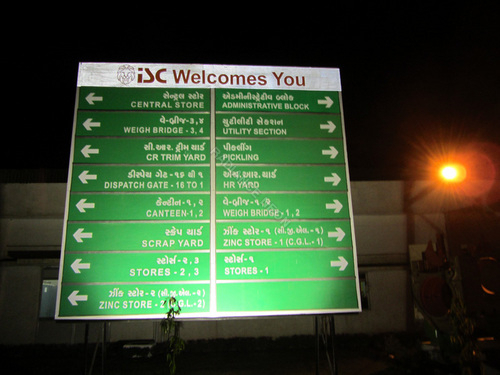 iSC Welcomes You
સેન્ટ્રલ સ્ટોર
CENTRAL STORE
વે-બ્રીજ-૩,૪
WEIGH BRIDGE - 3, 4
સી.આર. ટ્રીમ યાર્ડ
CR TRIM YARD
ડીસ્પેચ ગેટ -૧૬ થી ૧
DISPATCH GATE - 16 TO 1
કેન્ટીન-૧,૨
CANTEEN-1, 2
સ્ક્રેપ યાર્ડ
SCRAP YARD
સ્ટોર્સ-૨,૩
STORES - 2, 3
ઝીંક સ્ટોર-૨ (સી.જી.એલ.-૨)
ZINC STORE - 2 (C.G.L.-2)
એડમીનીસ્ટ્રેટીવ બ્લોક
ADMINISTRATIVE BLOCK
યુટીલીટી સેકશન
UTILITY SECTION
પીકલીંગ
PICKLING
એચ.આર.યાર્ડ
HR YARD
વે-બ્રીજ-૧
WEIGH BRIDGE - 1, 2
ઝીંક સ્ટોર -૧ (સી.જી.એલ.-૧)
ZINC STORE - 1 (C.G.L.-1)
સ્ટોર્સ-૧
STORES - 1